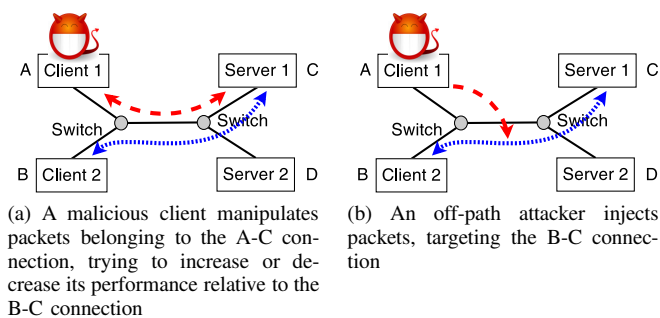 A Client 1 Server 1 C
Switch Switch
B Client 2 Server 2 D
(a) A malicious client manipulates
packets belonging to the A-C con-
nection, trying to increase or de-
crease its performance relative to the
B-C connection
A Client 1 Server 1 C
Switch Switch
B Client 2 Server 2 D
(b) An off-path attacker injects
packets, targeting the B-C connec-
tion